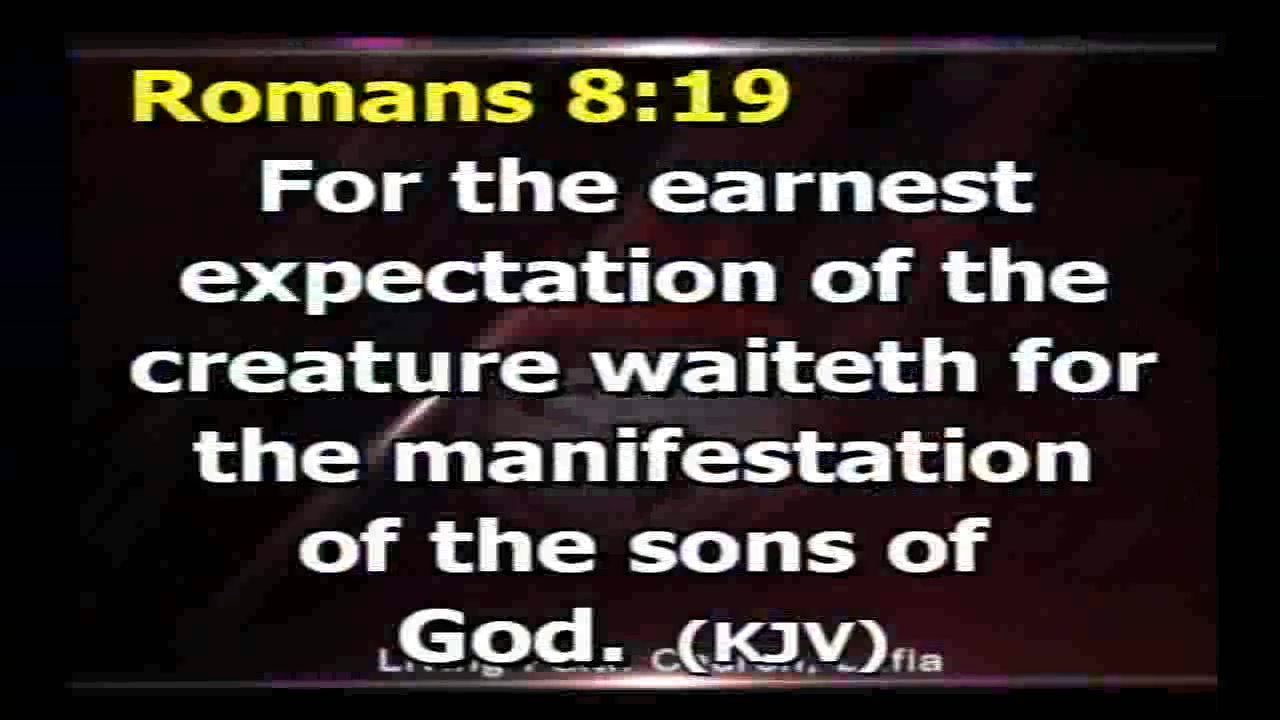 Romans 8:19
For the earnest
expectation of the
creature waiteth for
the manifestation
of the sons of
God. (KJV)